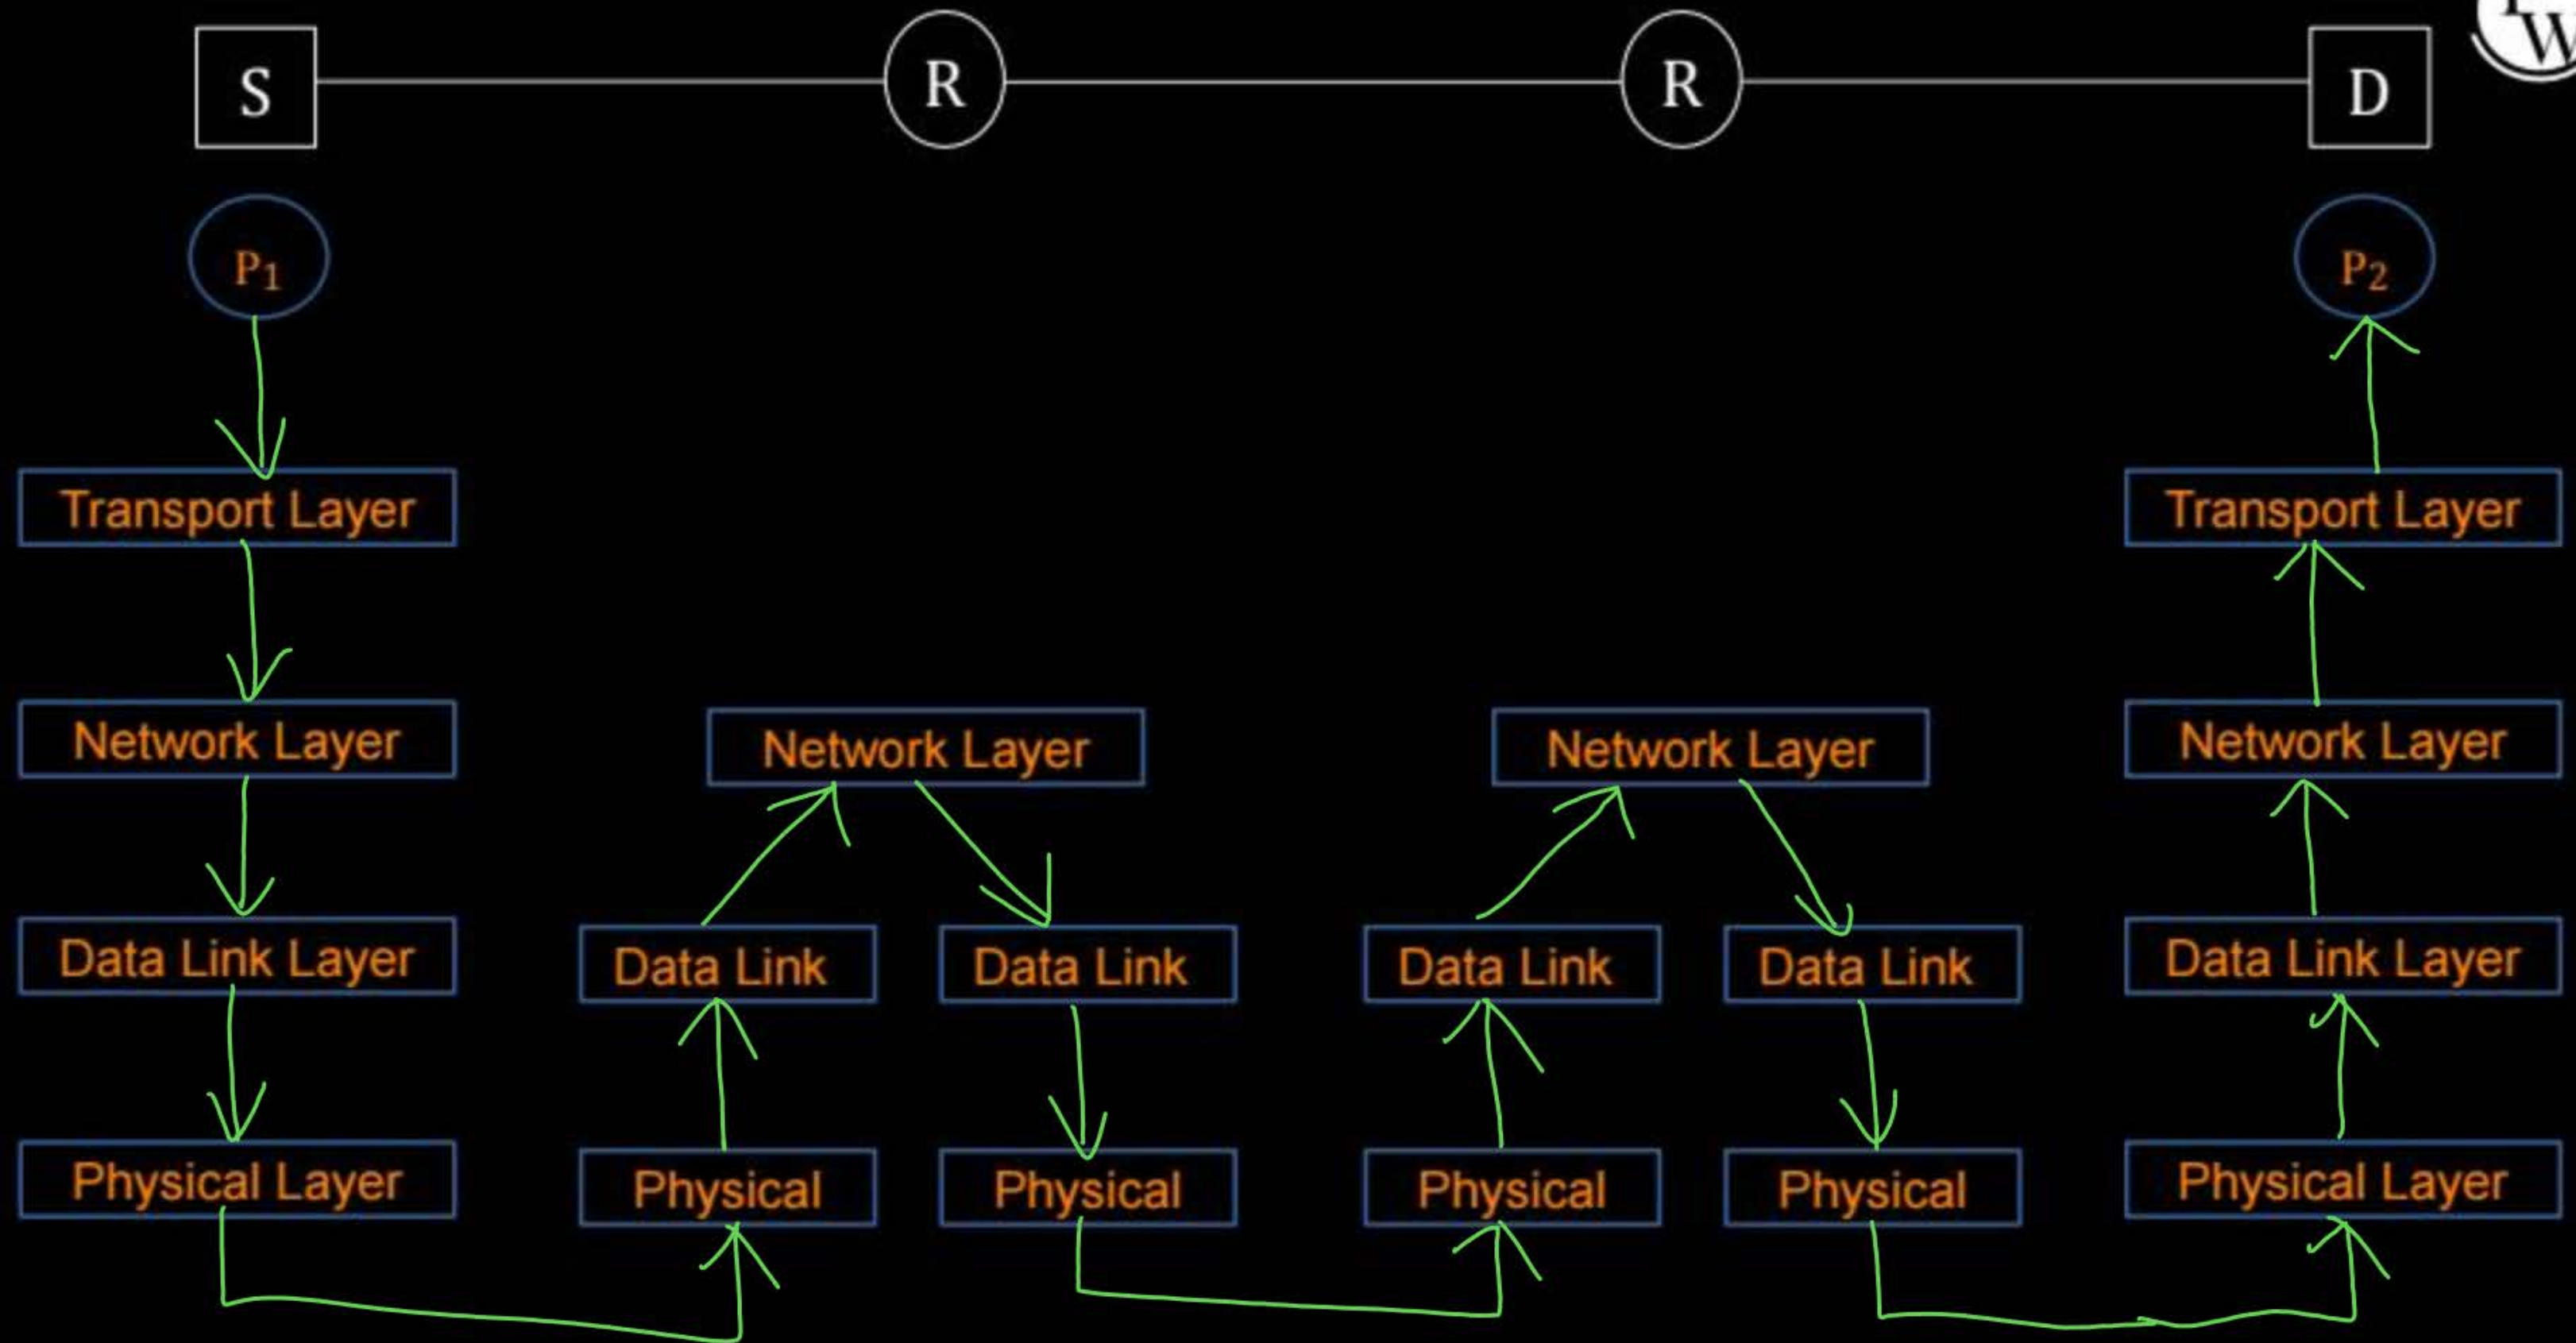 S
R
R
D
W
P1
P2
Transport Layer
Transport Layer
Network Layer
Network Layer
Network Layer
Network Layer
Data Link Layer
Data Link
Data Link
Data Link
Data Link
Data Link Layer
Physical Layer
Physical
Physical
Physical
Physical
Physical Layer